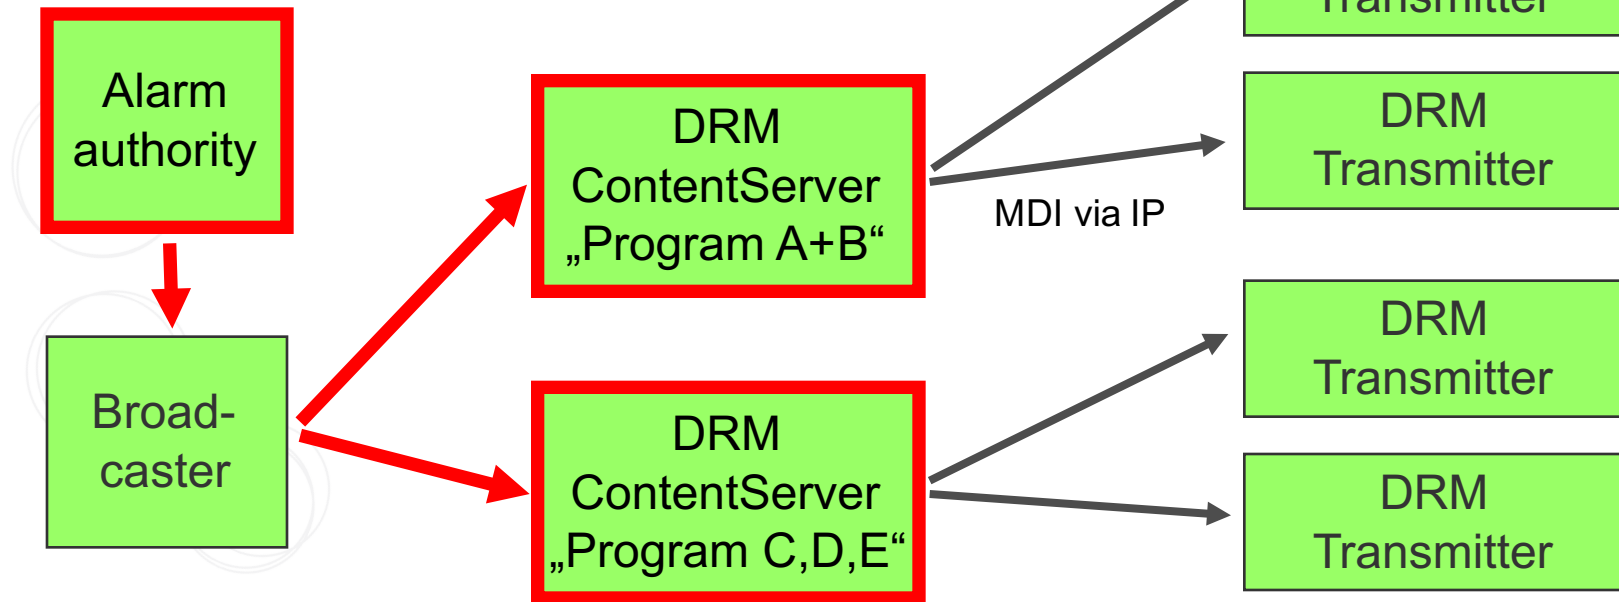 Alarm
authority
Broad-
caster
DRM
ContentServer
„Program A+B“
DRM
ContentServer
„Program C,D,E“
MDI via IP
Transmitter
DRM
Transmitter
DRM
Transmitter
DRM
Transmitter